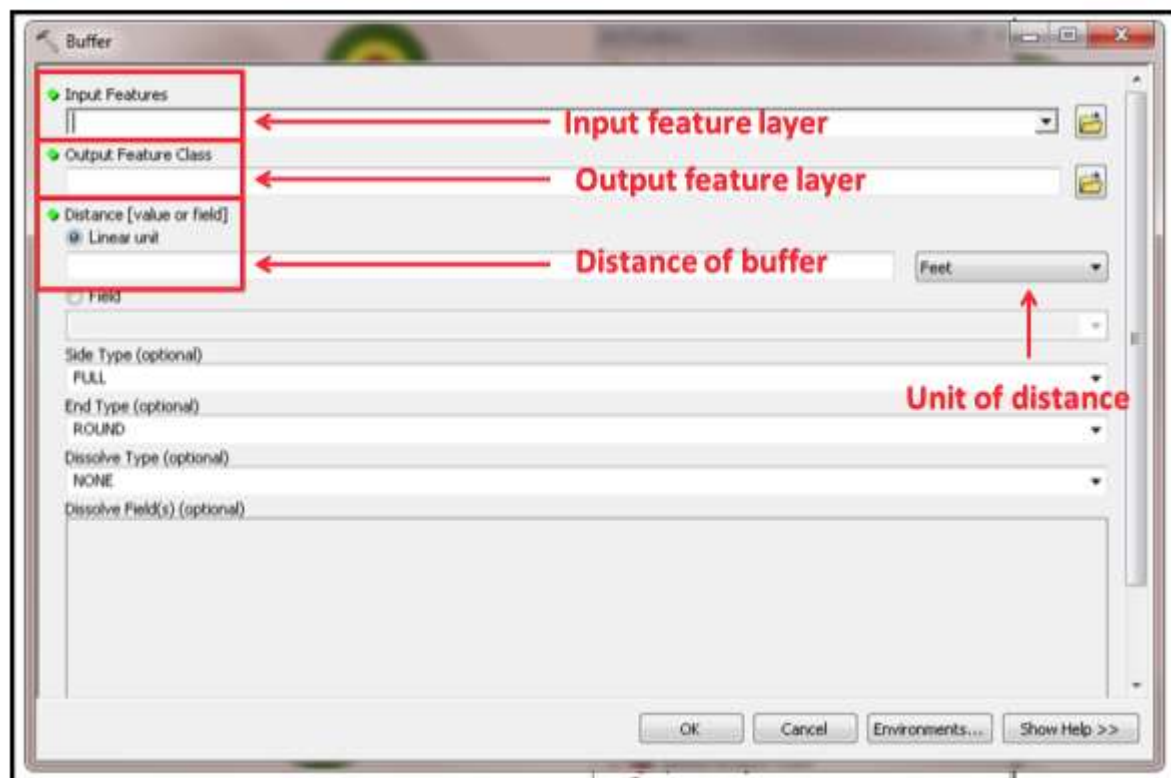 Buffer
Input Features
Input feature layer
Output Feature Class
Output feature layer
Distance [value or field]
Linear unit
Distance of buffer
Feet
Field
Side Type (optional)
FULL
Unit of distance
End Type (optional)
ROUND
Dissolve Type (optional)
NONE
Dissolve Field(s) (optional)
OK Cancel Environments... Show Help >>